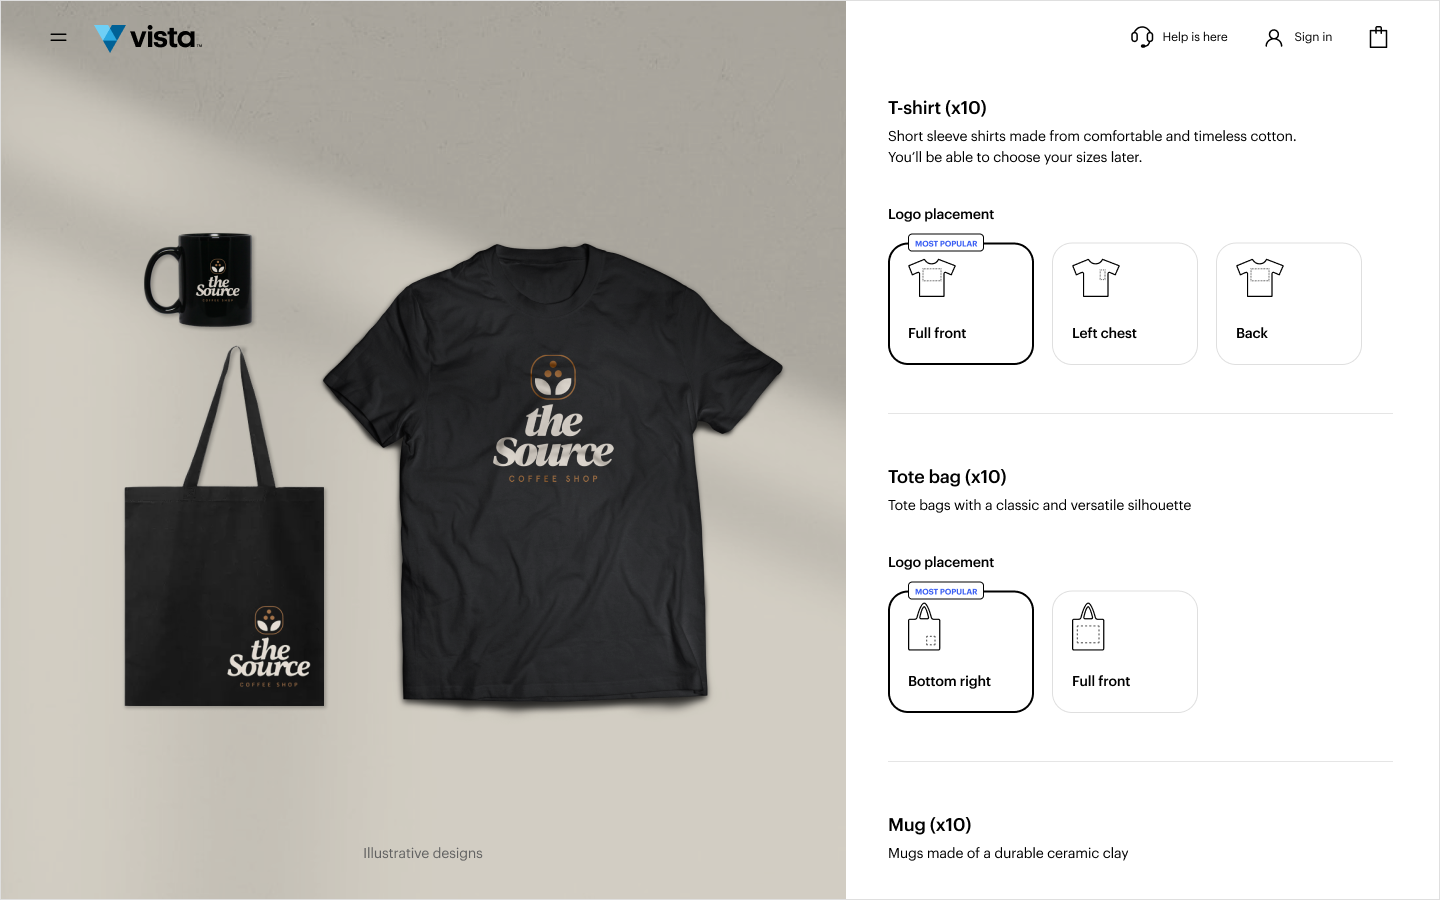 vista
Help is here
Sign in
the
Source
COFFEE SHOP
the
Source
COFFEE SHOP
the
Source
COFFEE SHOP
Illustrative designs
T-shirt (x10)
Short sleeve shirts made from comfortable and timeless cotton.
You’ll be able to choose your sizes later.
Logo placement
MOST POPULAR
Full front
Left chest
Back
Tote bag (x10)
Tote bags with a classic and versatile silhouette
Logo placement
MOST POPULAR
Bottom right
Full front
Mug (x10)
Mugs made of a durable ceramic clay